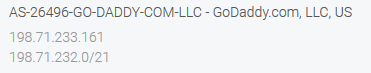 AS-26496-GO-DADDY-COM-LLC - GoDaddy.com, LLC, US
198.71.233.161
198.71.232.0/21